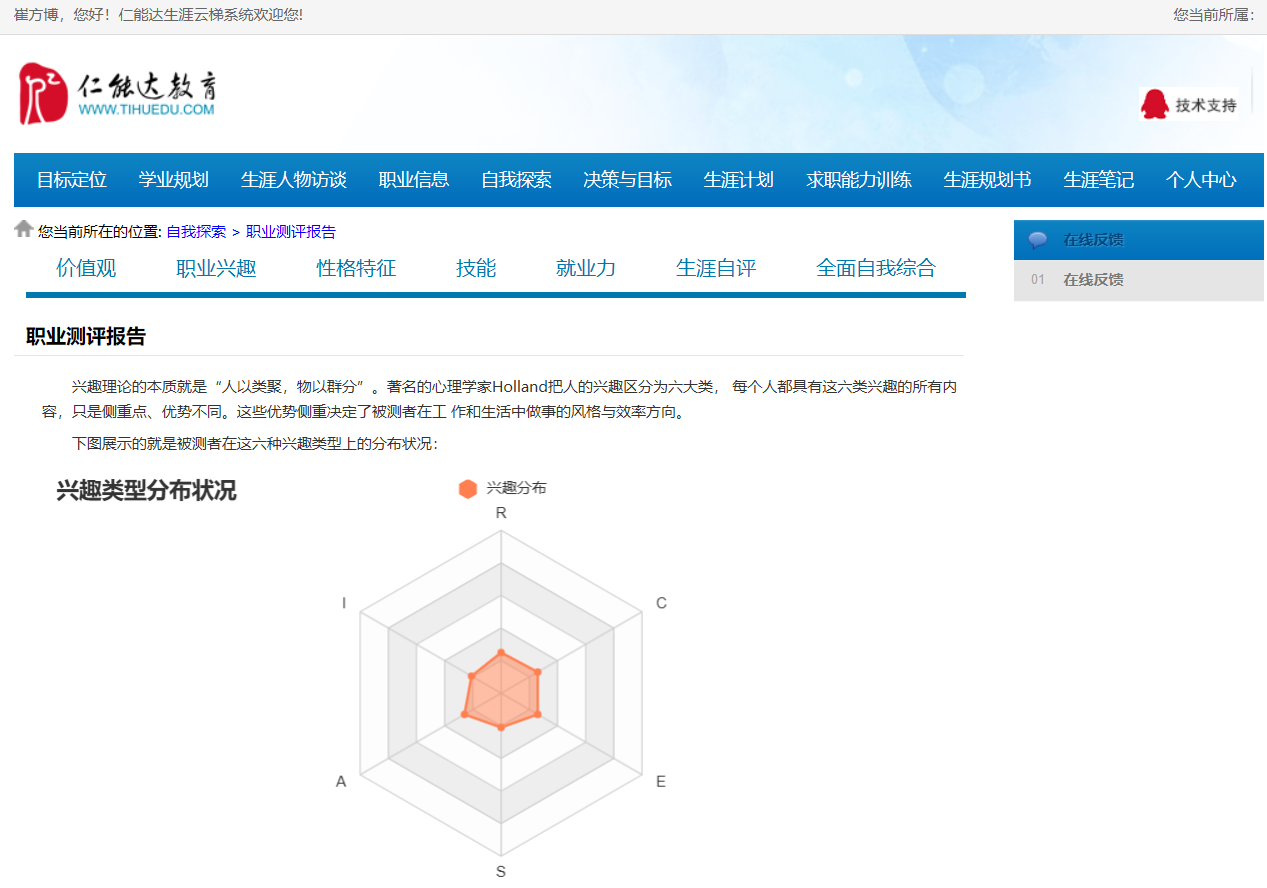 崔方博，您好！仁能达生涯云梯系统欢迎您!
您当前所属：
仁能达教育
WWW.TIHUEDU.COM
技术支持
目标定位 学业规划 生涯人物访谈 职业信息 自我探索 决策与目标 生涯计划 求职能力训练 生涯规划书 生涯笔记 个人中心
您当前所在的位置: 自我探索 > 职业测评报告
价值观 职业兴趣 性格特征 技能 就业力 生涯自评 全面自我综合
在线反馈
01 在线反馈
职业测评报告
兴趣理论的本质就是“人以类聚，物以群分”。著名的心理学家Holland把人的兴趣区分为六大类， 每个人都具有这六类兴趣的所有内
容，只是侧重点、优势不同。这些优势侧重决定了被测者在工 作和生活中做事的风格与效率方向。
下图展示的就是被测者在这六种兴趣类型上的分布状况：
兴趣类型分布状况
兴趣分布
R
I
C
A
E
S